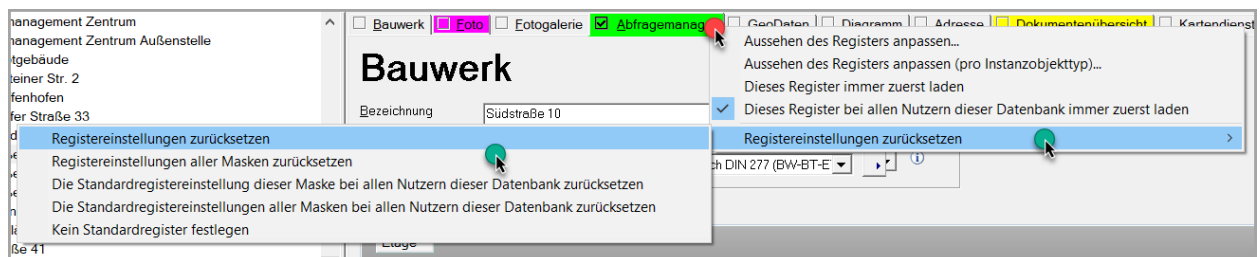 management Zentrum
management Zentrum Außenstelle
tgebäude
teiner Str. 2
fenhofen
fer Straße 33
Bauwerk
Foto
Fotogalerie
Abfragemanag
GeoDaten
Diagramm
Adresse
Dokumentenübersicht
Kartendienst
Bauwerk
Bezeichnung
Südstraße 10
Aussehen des Registers anpassen...
Aussehen des Registers anpassen (pro Instanzobjekttyp)...
Dieses Register immer zuerst laden
Dieses Register bei allen Nutzern dieser Datenbank immer zuerst laden
Registereinstellungen zurücksetzen
Registereinstellungen zurücksetzen
Registereinstellungen aller Masken zurücksetzen
Die Standardregistereinstellung dieser Maske bei allen Nutzern dieser Datenbank zurücksetzen
Die Standardregistereinstellungen aller Masken bei allen Nutzern dieser Datenbank zurücksetzen
Kein Standardregister festlegen
ch DIN 277 (BW-BT-E
ße 41
Etage